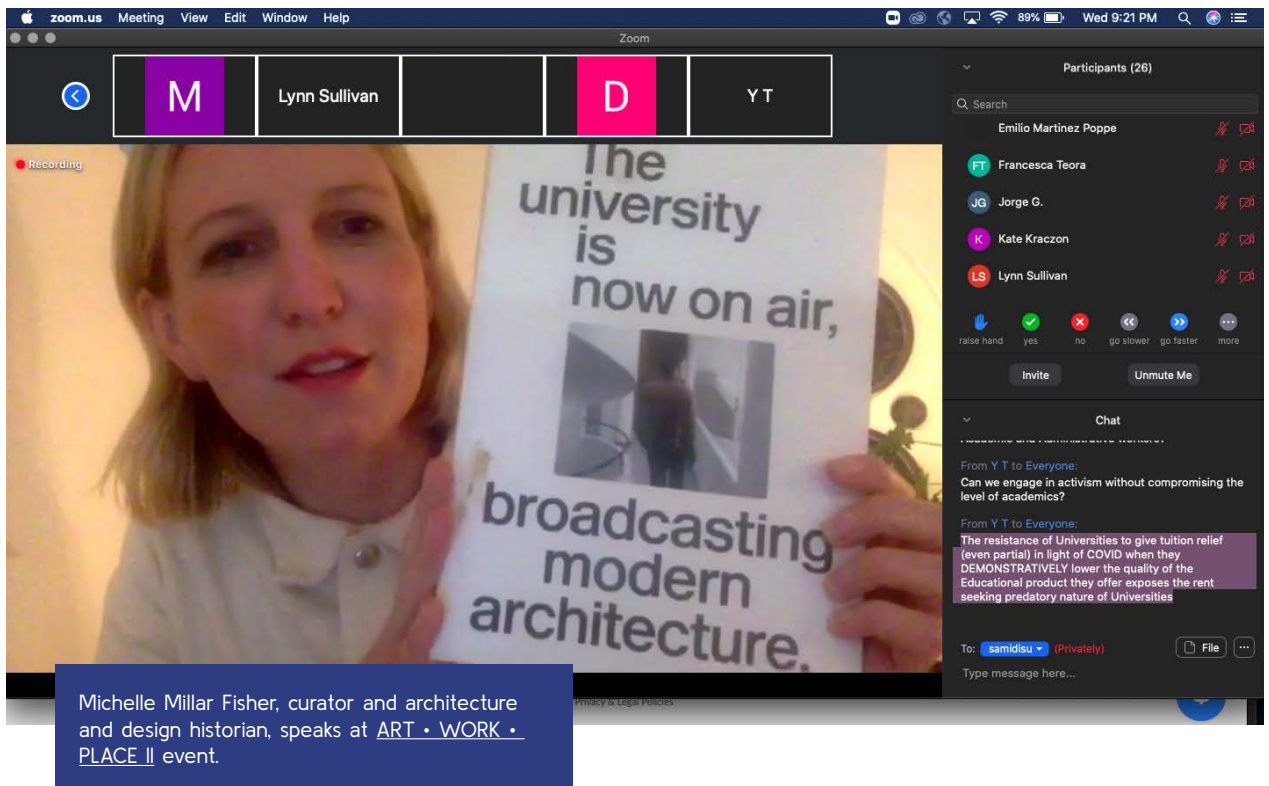 zoom.us Meeting View Edit Window Help 89% Wed 9:21 PM
Zoom
M
Lynn Sullivan
D
Y T
Recording
The
university
is
now on air,
broadcasting
modern
architecture.
Participants (26)
Search
Emilio Martinez Poppe
FT Francesca Teora
JG Jorge G.
K Kate Kraczon
LS Lynn Sullivan
raise hand yes no go slower go faster more
Invite Unmute Me
Chat
Academic and Administrative workers?
From Y T to Everyone:
Can we engage in activism without compromising the
level of academics?
From Y T to Everyone:
The resistance of Universities to give tuition relief
(even partial) in light of COVID when they
DEMONSTRATIVELY lower the quality of the
Educational product they offer exposes the rent
seeking predatory nature of Universities
To: samidisu (Privately) File
Type message here...
Privacy & Legal Policies
Michelle Millar Fisher, curator and architecture
and design historian, speaks at ART • WORK •
PLACE II event.